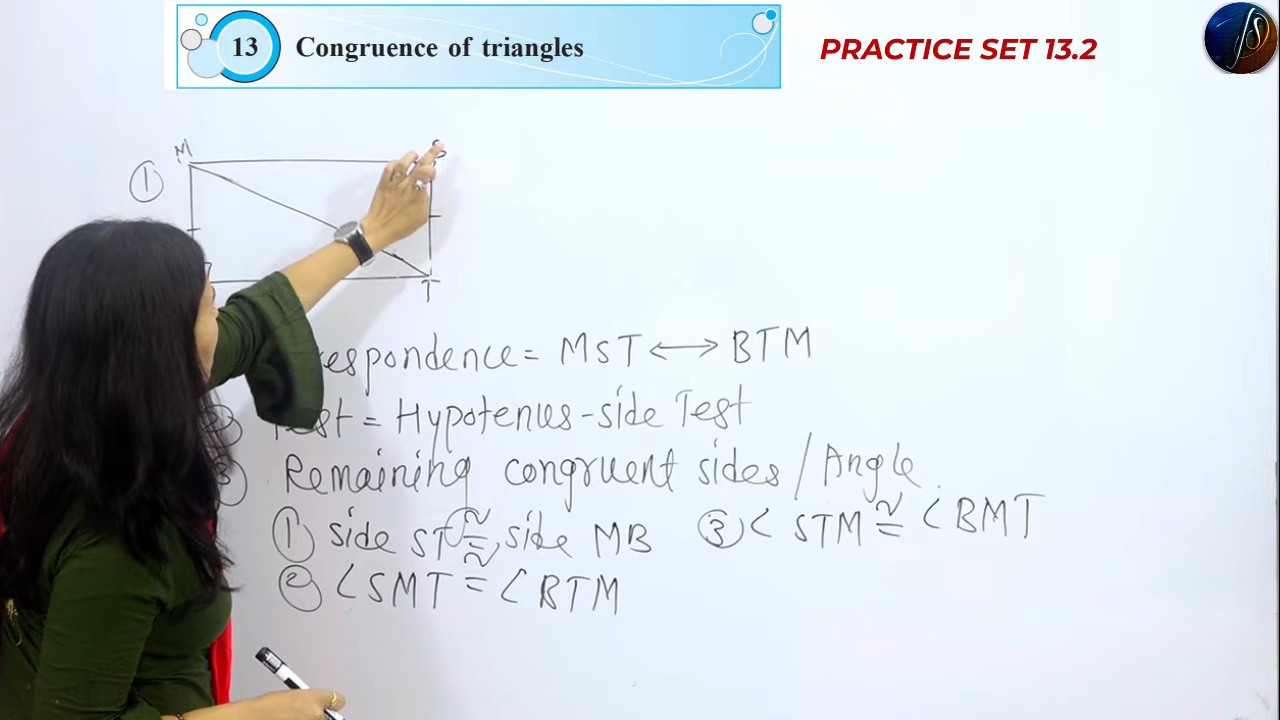 13 Congruence of triangles
PRACTICE SET 13.2
M
①
T
espondence = MST ⟷ BTM
Test = Hypotenus-side Test
Remaining congruent sides / Angle
① side ST ≅ side MB ③ < STM ≅ < BMT
② < SMT ≅ < BTM